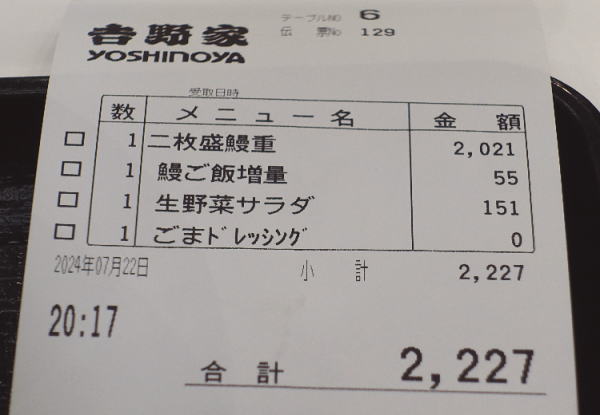 テーブルNO 6
吉野家 伝票No 129
YOSHINOYA
受取日時
数 メニュー名 金額
□ 1 二枚盛鰻重 2,021
□ 1 鰻ご飯増量 55
□ 1 生野菜サラダ 151
□ 1 ごまﾄﾞﾚｯｼﾝｸﾞ 0
2024年07月22日 小計 2,227
20:17
合計 2,227